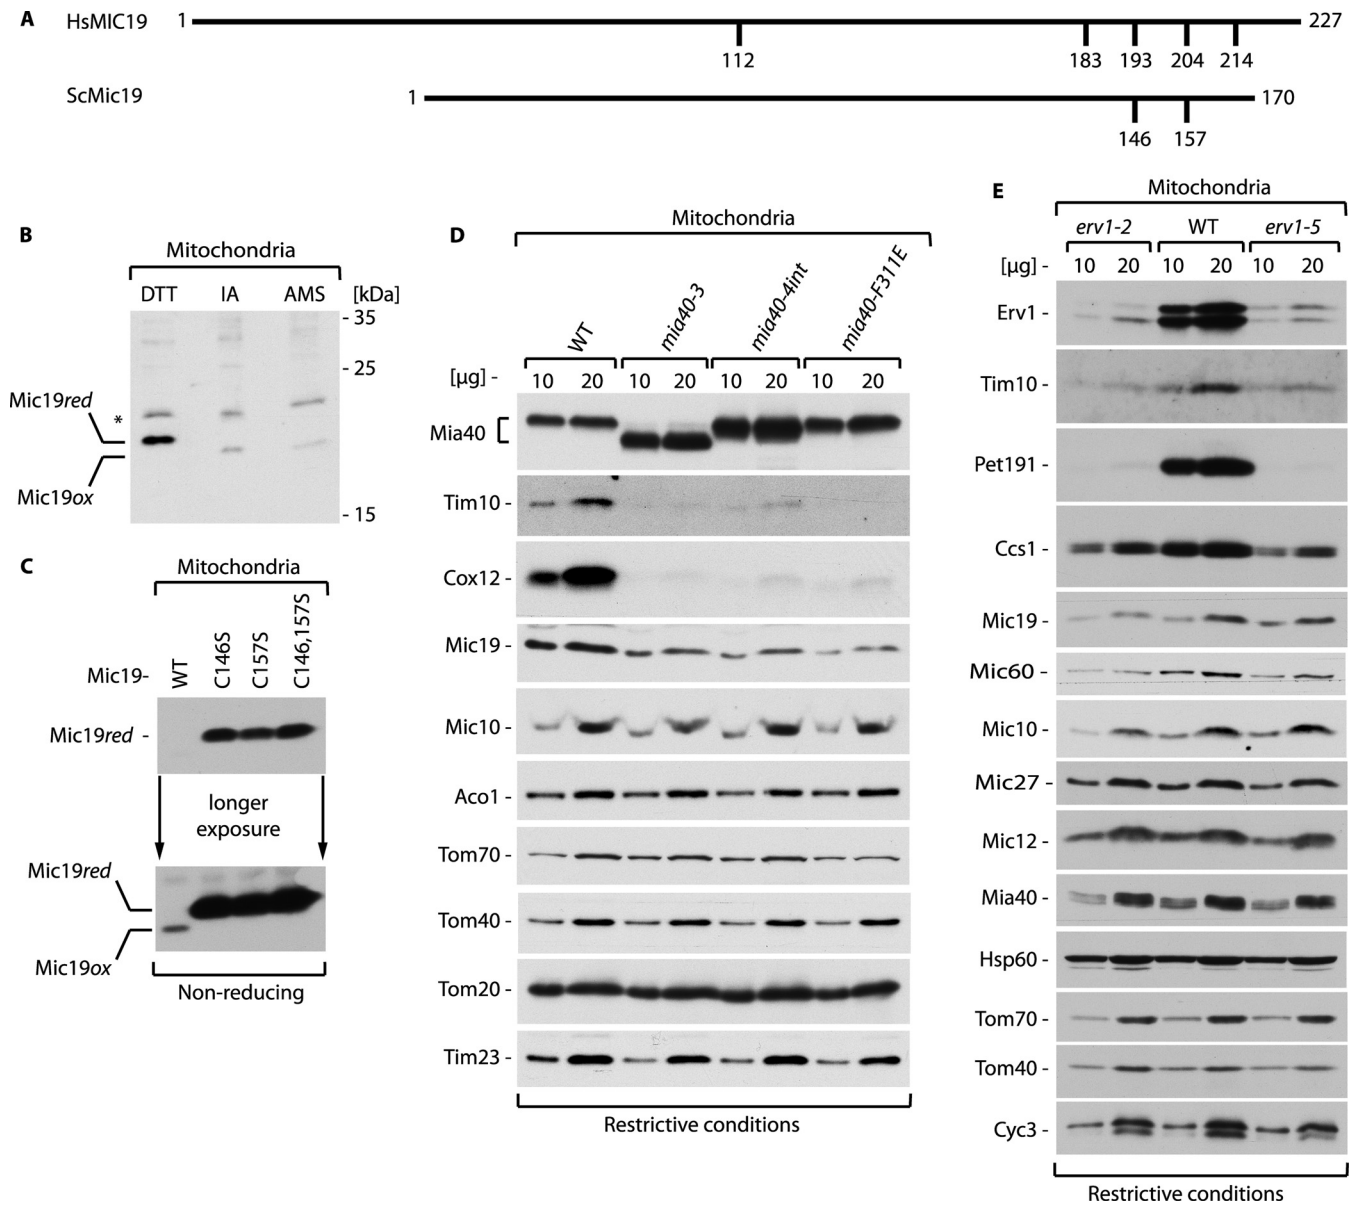 A
HsMIC19 1 227
112 183 193 204 214
ScMic19 1 170
146 157
B
Mitochondria
DTT IA AMS [kDa]
- 35
- 25
Mic19red
*
Mic19ox
- 15
C
Mitochondria
Mic19- WT C146S C157S C146,157S
Mic19red -
longer
exposure
Mic19red
Mic19ox
Non-reducing
D
Mitochondria
WT mia40-3 mia40-4int mia40-F311E
[µg] - 10 20 10 20 10 20 10 20
Mia40
Tim10 -
Cox12 -
Mic19 -
Mic10 -
Aco1 -
Tom70 -
Tom40 -
Tom20 -
Tim23 -
Restrictive conditions
E
Mitochondria
erv1-2 WT erv1-5
[µg] - 10 20 10 20 10 20
Erv1 -
Tim10 -
Pet191 -
Ccs1 -
Mic19 -
Mic60 -
Mic10 -
Mic27 -
Mic12 -
Mia40 -
Hsp60 -
Tom70 -
Tom40 -
Cyc3 -
Restrictive conditions